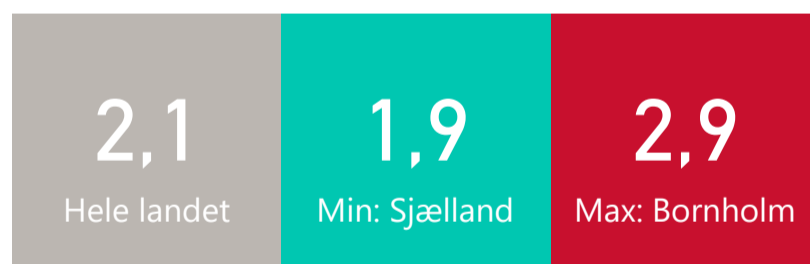 2,1
Hele landet
1,9
Min: Sjælland
2,9
Max: Bornholm